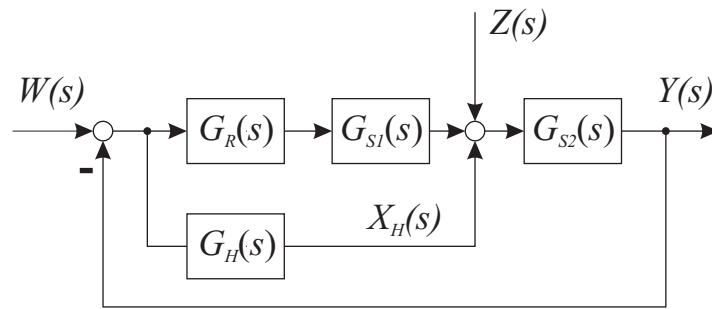 Z(s)
W(s)
G_R(s)
G_S1(s)
G_S2(s)
Y(s)
-
G_H(s)
X_H(s)